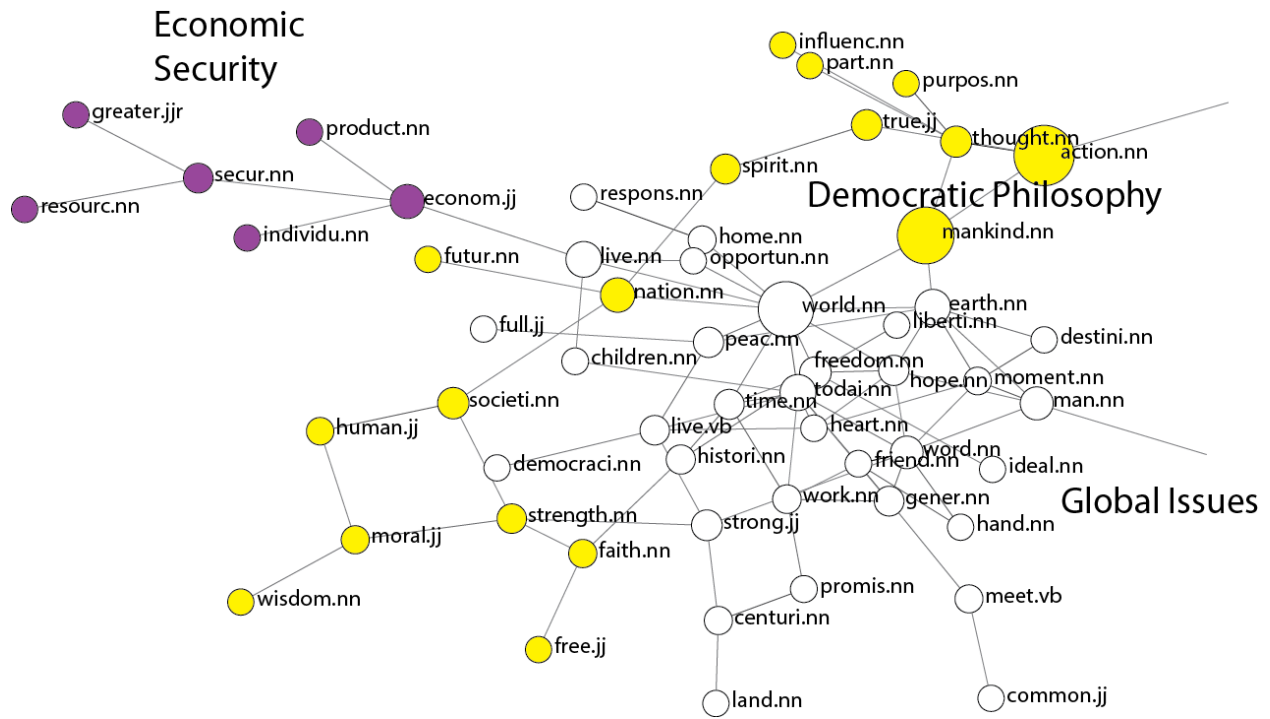 Economic
Security
influenc.nn
part.nn
purpos.nn
greater.jjr
product.nn
true.jj
thought.nn
action.nn
secur.nn
spirit.nn
econom.jj
respons.nn
Democratic Philosophy
resourc.nn
individu.nn
home.nn
mankind.nn
futur.nn
live.nn
opportun.nn
nation.nn
world.nn
earth.nn
full.jj
peac.nn
liberti.nn
destini.nn
children.nn
freedom.nn
hope.nn
moment.nn
todai.nn
societi.nn
time.nn
man.nn
human.jj
live.vb
heart.nn
democraci.nn
histori.nn
word.nn
friend.nn
ideal.nn
strength.nn
work.nn
gener.nn
Global Issues
moral.jj
faith.nn
strong.jj
hand.nn
wisdom.nn
promis.nn
meet.vb
centuri.nn
free.jj
land.nn
common.jj